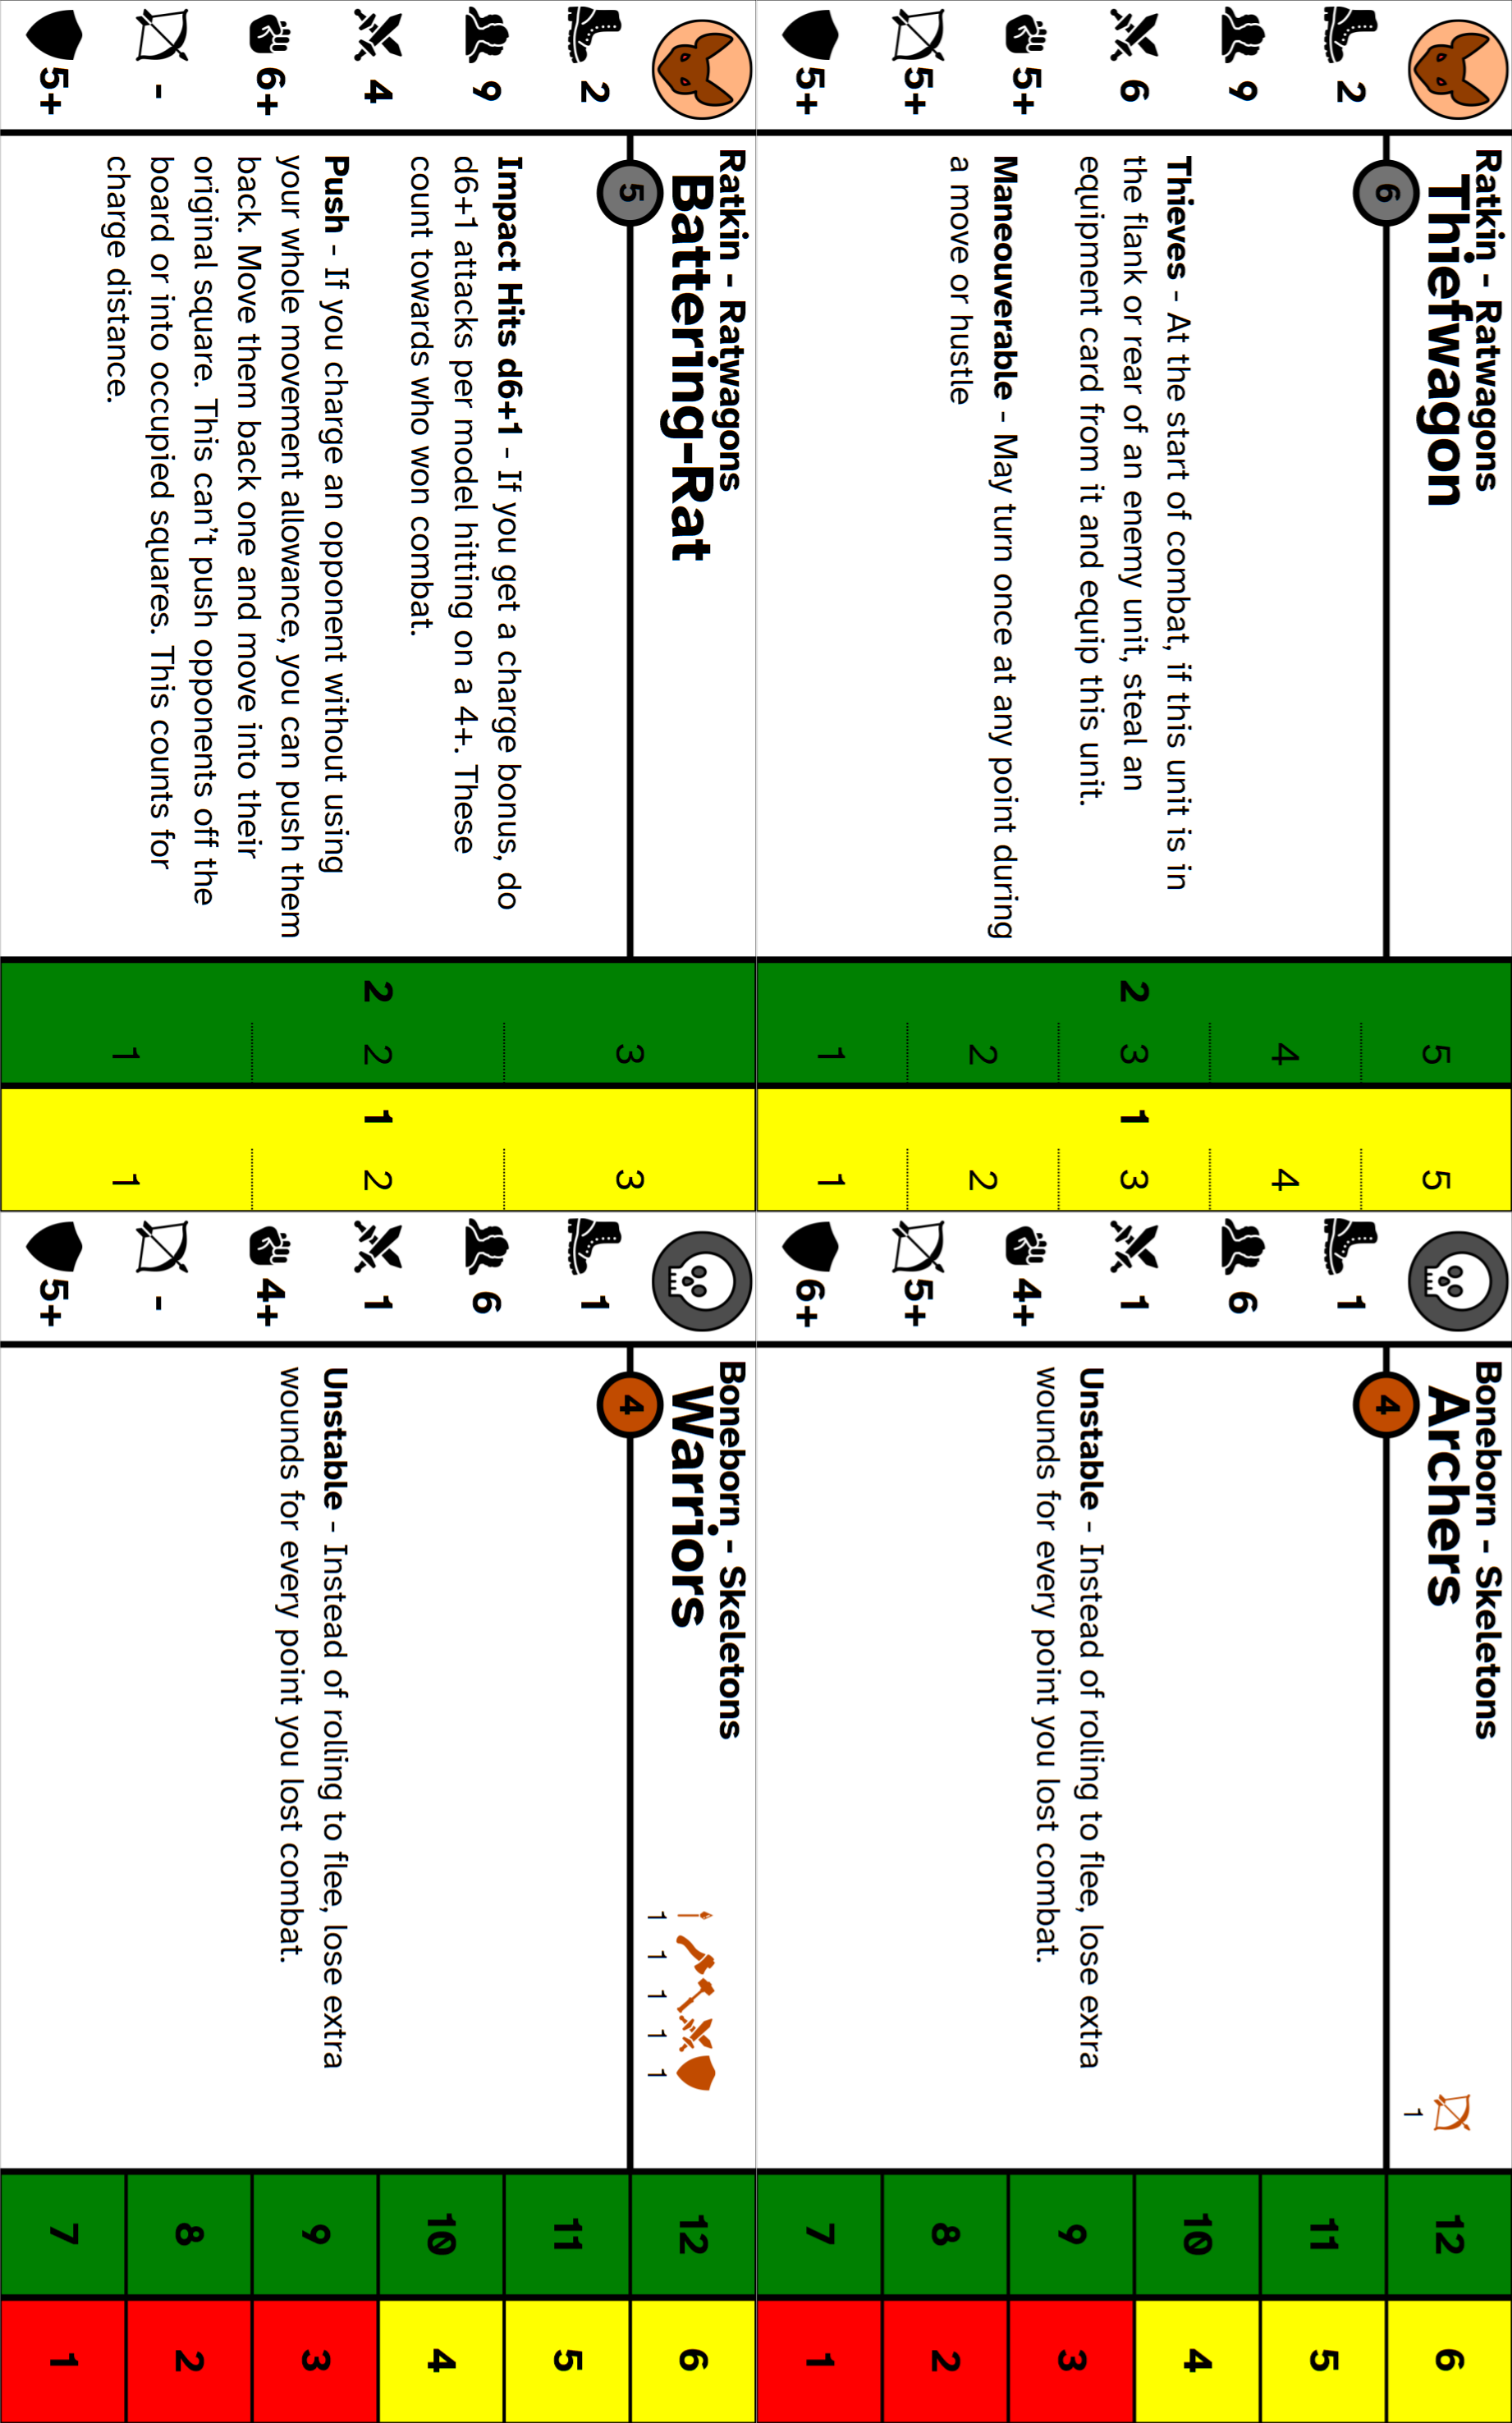 Ratkin - Ratwagons
Thiefwagon
6
2
9
6
5+
5+
5+
Thieves - At the start of combat, if this unit is in
the flank or rear of an enemy unit, steal an
equipment card from it and equip this unit.
Maneouverable - May turn once at any point during
a move or hustle
5 5
4 4
2 3 1 3
2 2
1 1
Boneborn - Skeletons
Archers
1
4
1
6
1
4+
5+
6+
Unstable - Instead of rolling to flee, lose extra
wounds for every point you lost combat.
12 6
11 5
10 4
9 3
8 2
7 1
Ratkin - Ratwagons
Battering-Rat
5
2
9
4
6+
-
5+
Impact Hits d6+1 - If you get a charge bonus, do
d6+1 attacks per model hitting on a 4+. These
count towards who won combat.
Push - If you charge an opponent without using
your whole movement allowance, you can push them
back. Move them back one and move into their
original square. This can't push opponents off the
board or into occupied squares. This counts for
charge distance.
3 3
2 2 1 2
1 1
Boneborn - Skeletons
Warriors
1 1 1 1 1
4
1
6
1
4+
-
5+
Unstable - Instead of rolling to flee, lose extra
wounds for every point you lost combat.
12 6
11 5
10 4
9 3
8 2
7 1